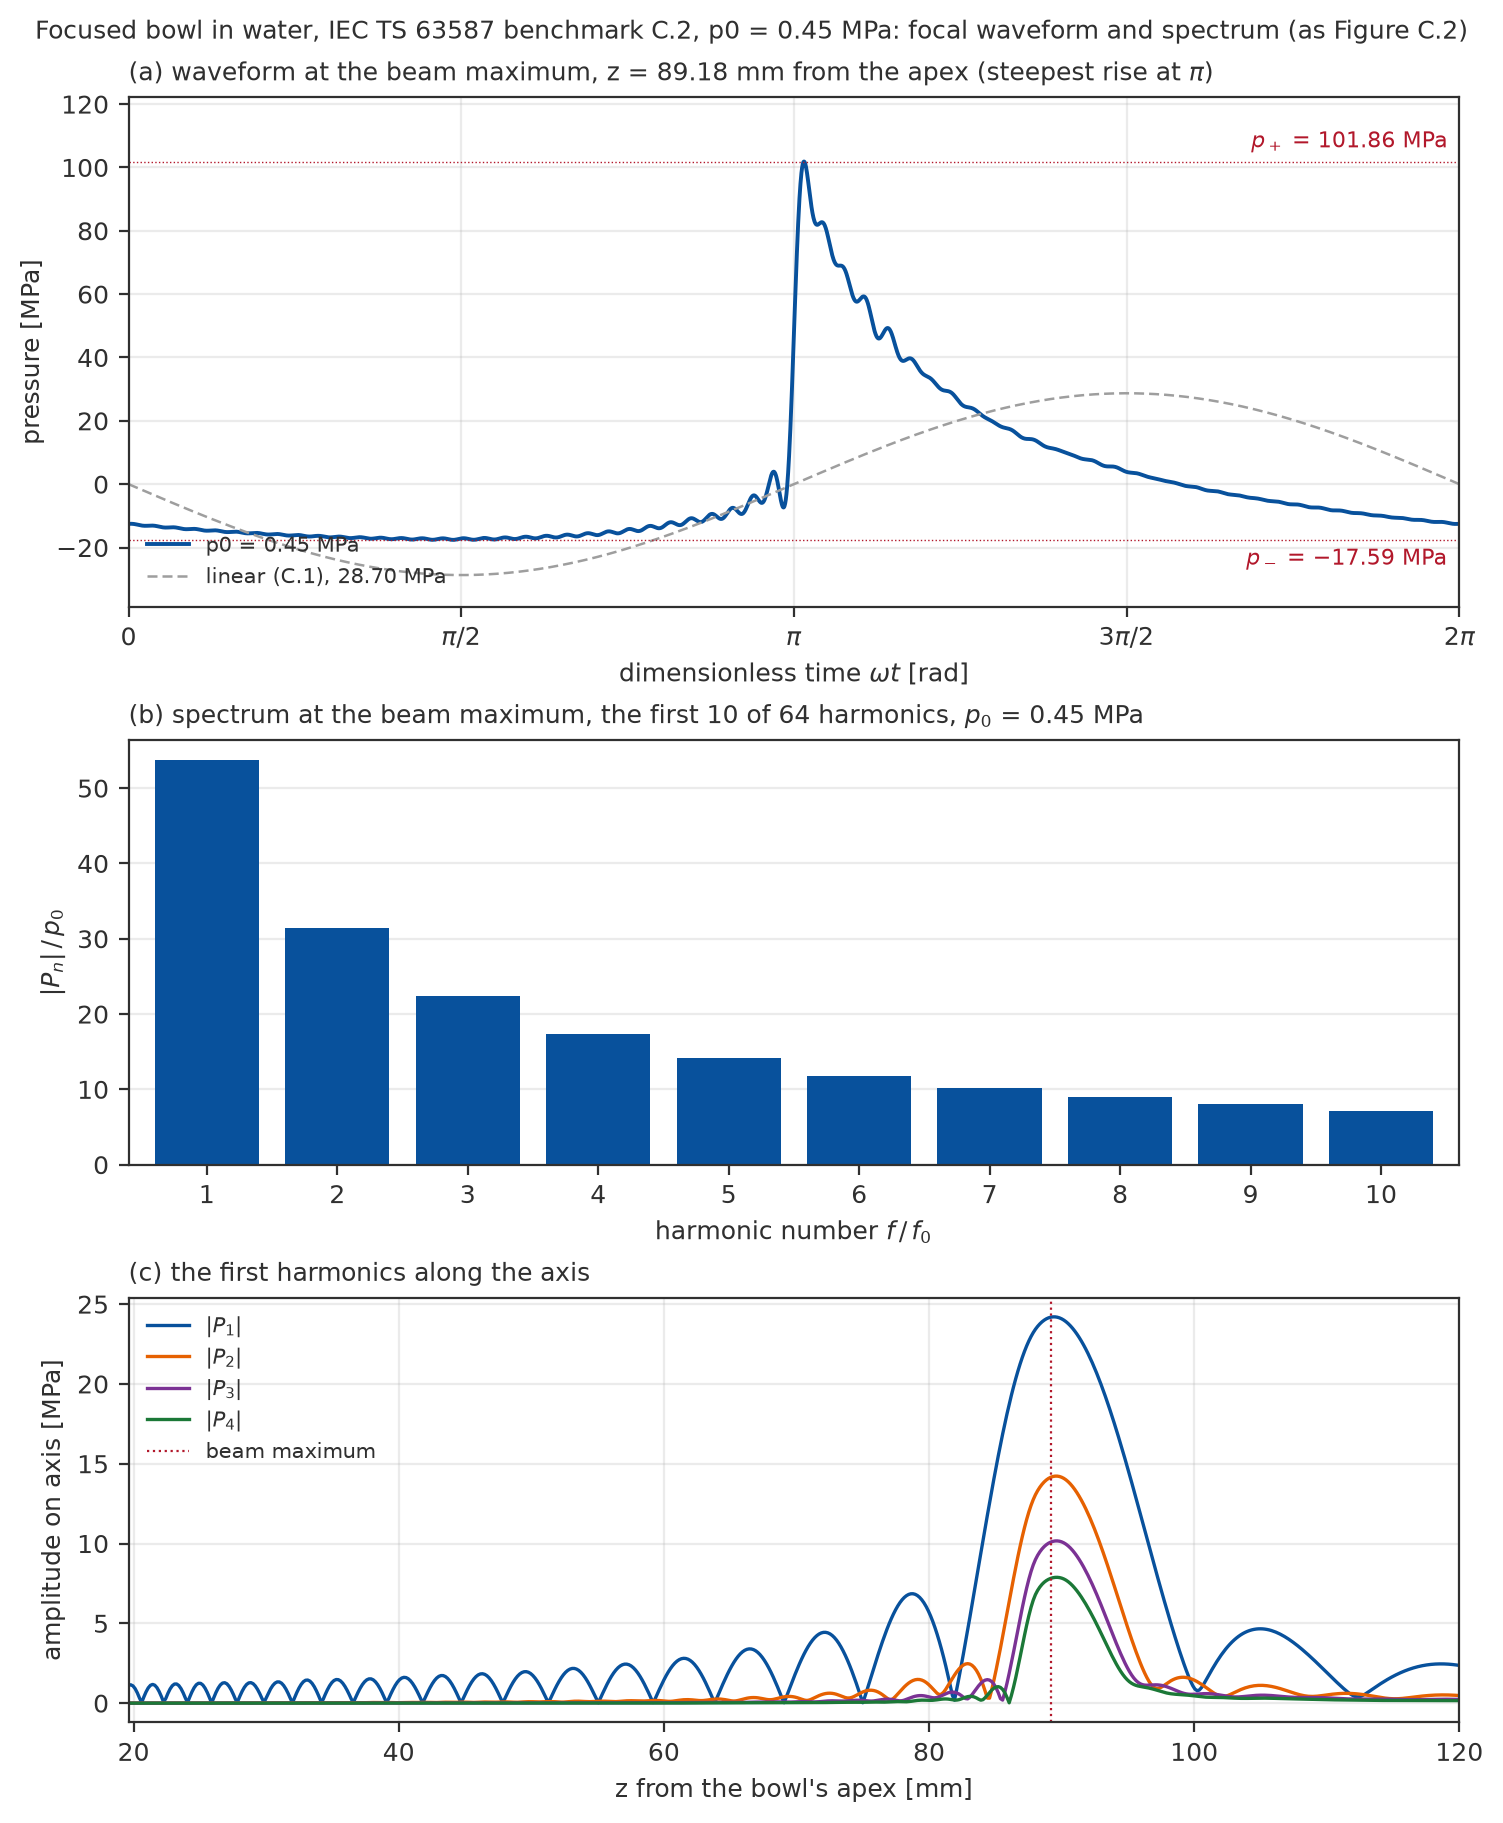 Focused bowl in water, IEC TS 63587 benchmark C.2, p0 = 0.45 MPa: focal waveform and spectrum (as Figure C.2)
(a) waveform at the beam maximum, z = 89.18 mm from the apex (steepest rise at π)
120
100
80
60
40
20
0
−20
pressure [MPa]
p₊ = 101.86 MPa
p₋ = −17.59 MPa
p0 = 0.45 MPa
linear (C.1), 28.70 MPa
0
π/2
π
3π/2
2π
dimensionless time ωt [rad]
(b) spectrum at the beam maximum, the first 10 of 64 harmonics, p₀ = 0.45 MPa
50
40
30
20
10
0
|Pₙ| / p₀
1
2
3
4
5
6
7
8
9
10
harmonic number f / f₀
(c) the first harmonics along the axis
25
20
15
10
5
0
amplitude on axis [MPa]
|P₁|
|P₂|
|P₃|
|P₄|
beam maximum
20
40
60
80
100
120
z from the bowl's apex [mm]